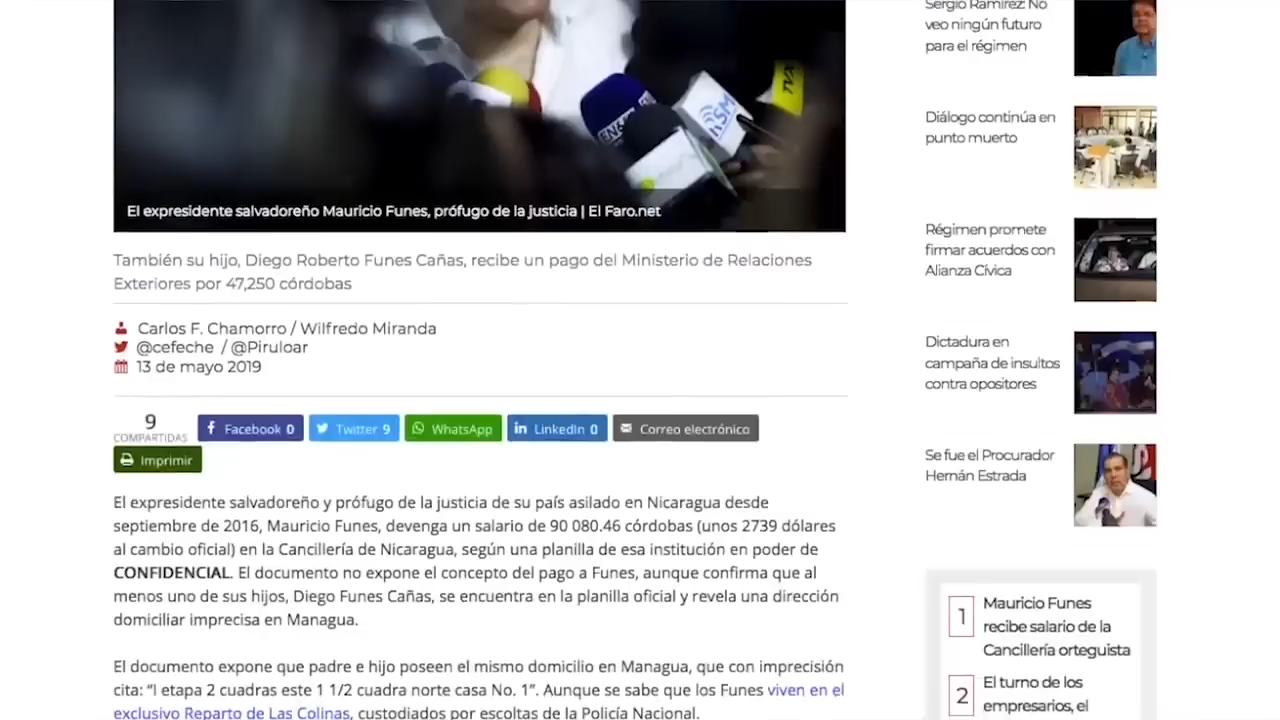 TVX
EN6
RSM
El expresidente salvadoreño Mauricio Funes, prófugo de la justicia | El Faro.net
También su hijo, Diego Roberto Funes Cañas, recibe un pago del Ministerio de Relaciones
Exteriores por 47,250 córdobas
Carlos F. Chamorro / Wilfredo Miranda
@cefeche / @Piruloar
13 de mayo 2019
9
COMPARTIDAS
Facebook 0
Twitter 9
WhatsApp
LinkedIn 0
Correo electrónico
Imprimir
El expresidente salvadoreño y prófugo de la justicia de su país asilado en Nicaragua desde
septiembre de 2016, Mauricio Funes, devenga un salario de 90 080.46 córdobas (unos 2739 dólares
al cambio oficial) en la Cancillería de Nicaragua, según una planilla de esa institución en poder de
CONFIDENCIAL. El documento no expone el concepto del pago a Funes, aunque confirma que al
menos uno de sus hijos, Diego Funes Cañas, se encuentra en la planilla oficial y revela una dirección
domiciliar imprecisa en Managua.
El documento expone que padre e hijo poseen el mismo domicilio en Managua, que con imprecisión
cita: “I etapa 2 cuadras este 1 1/2 cuadra norte casa No. 1”. Aunque se sabe que los Funes viven en el
exclusivo Reparto de Las Colinas, custodiados por escoltas de la Policía Nacional.
Sergio Ramírez: No
veo ningún futuro
para el régimen
Diálogo continúa en
punto muerto
Régimen promete
firmar acuerdos con
Alianza Cívica
Dictadura en
campaña de insultos
contra opositores
Se fue el Procurador
Hernán Estrada
1
Mauricio Funes
recibe salario de la
Cancillería orteguista
2
El turno de los
empresarios, el